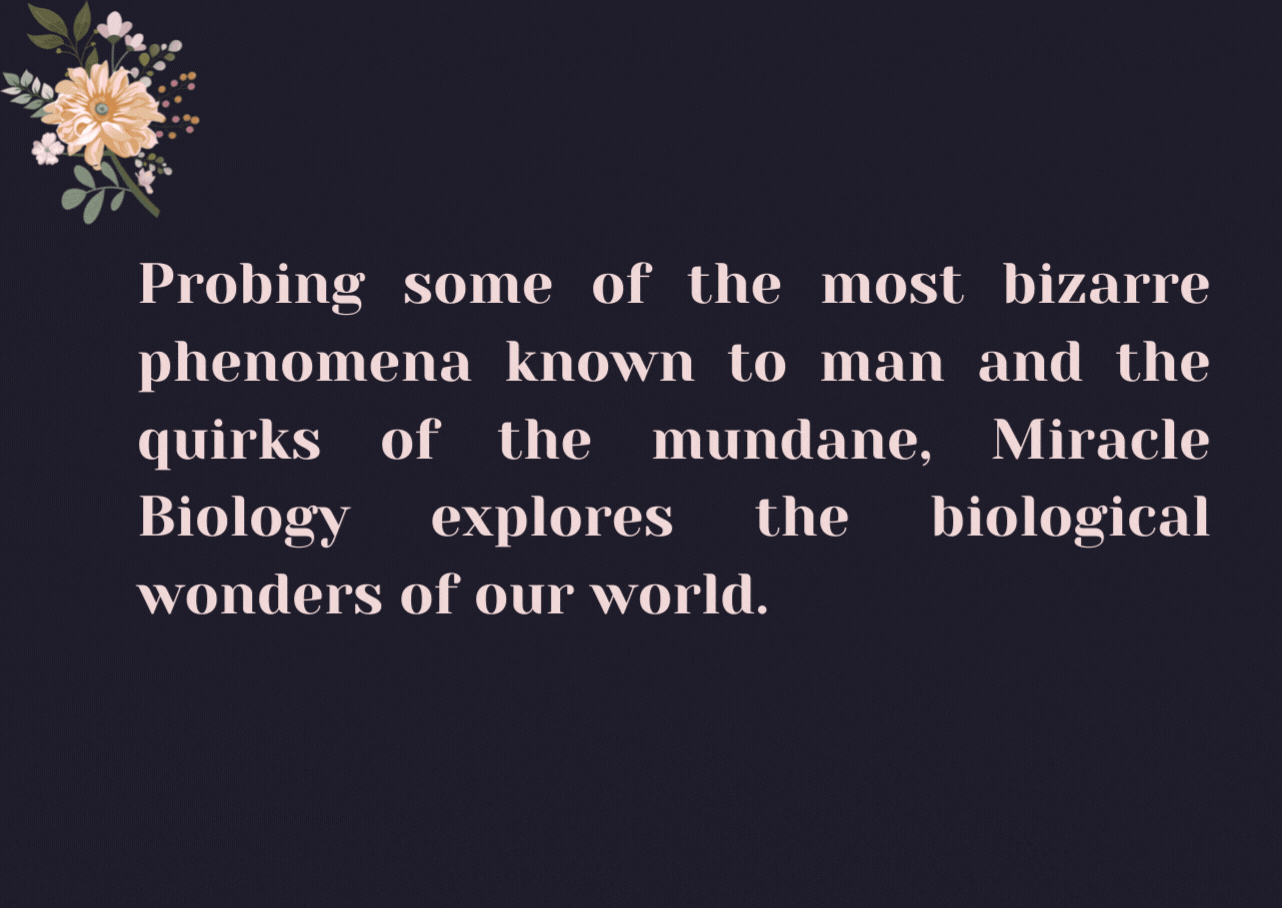 Probing some of the most bizarre
phenomena known to man and the
quirks of the mundane, Miracle
Biology explores the biological
wonders of our world.